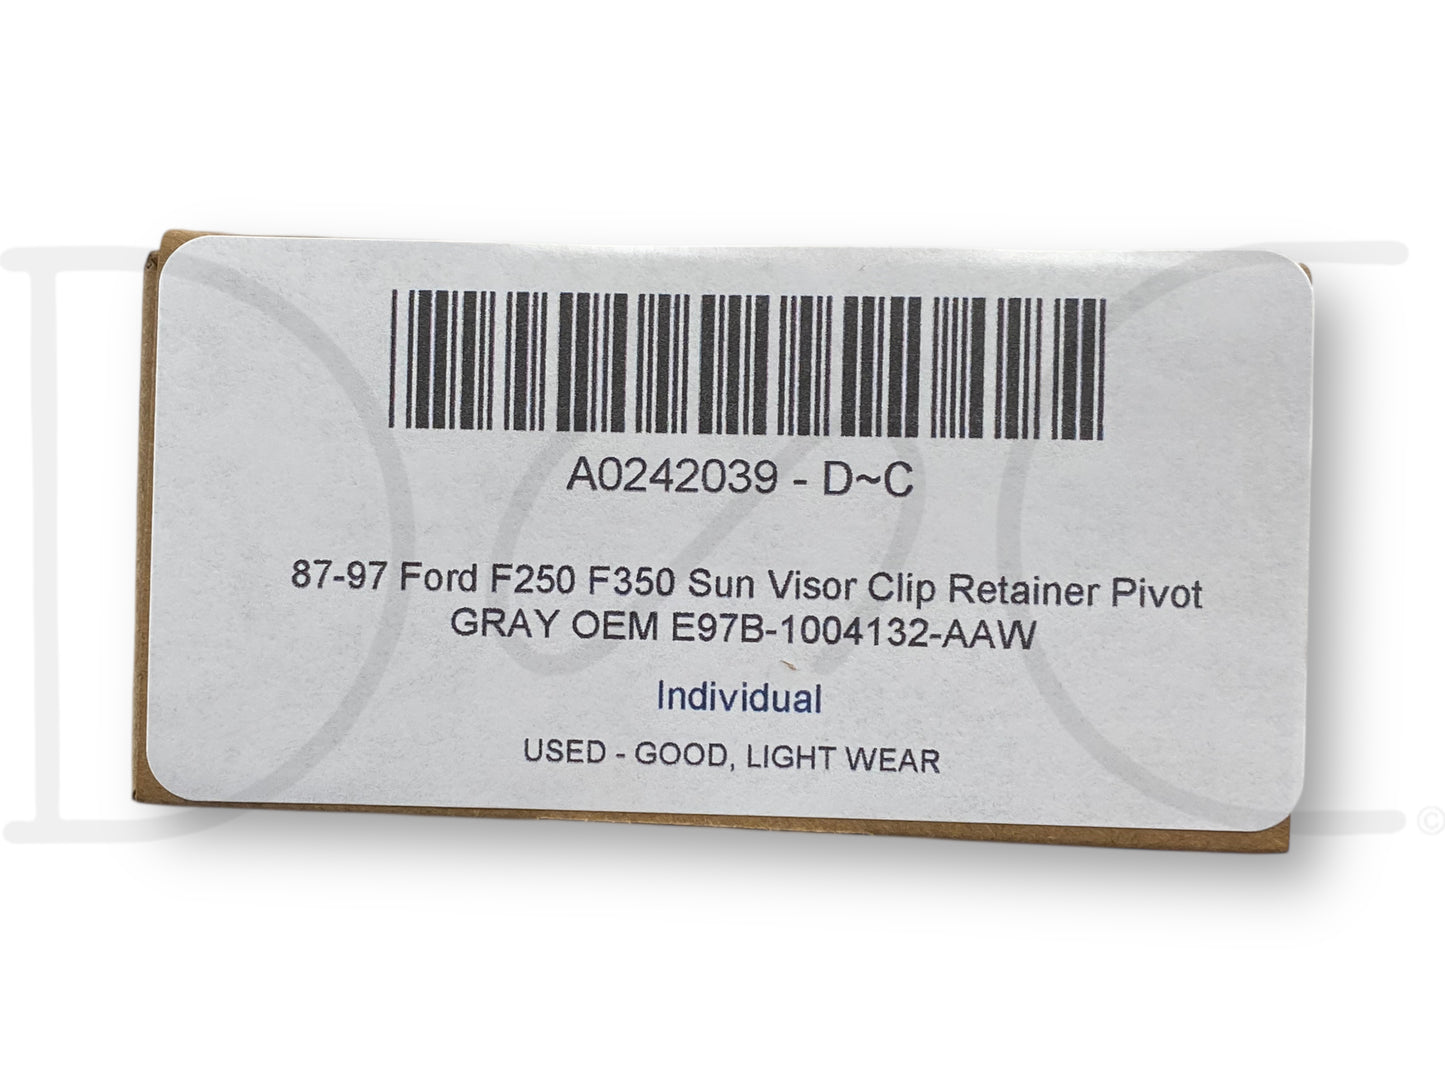 A0242039 - D~C
87-97 Ford F250 F350 Sun Visor Clip Retainer Pivot
GRAY OEM E97B-1004132-AAW
Individual
USED - GOOD, LIGHT WEAR
D~C ©